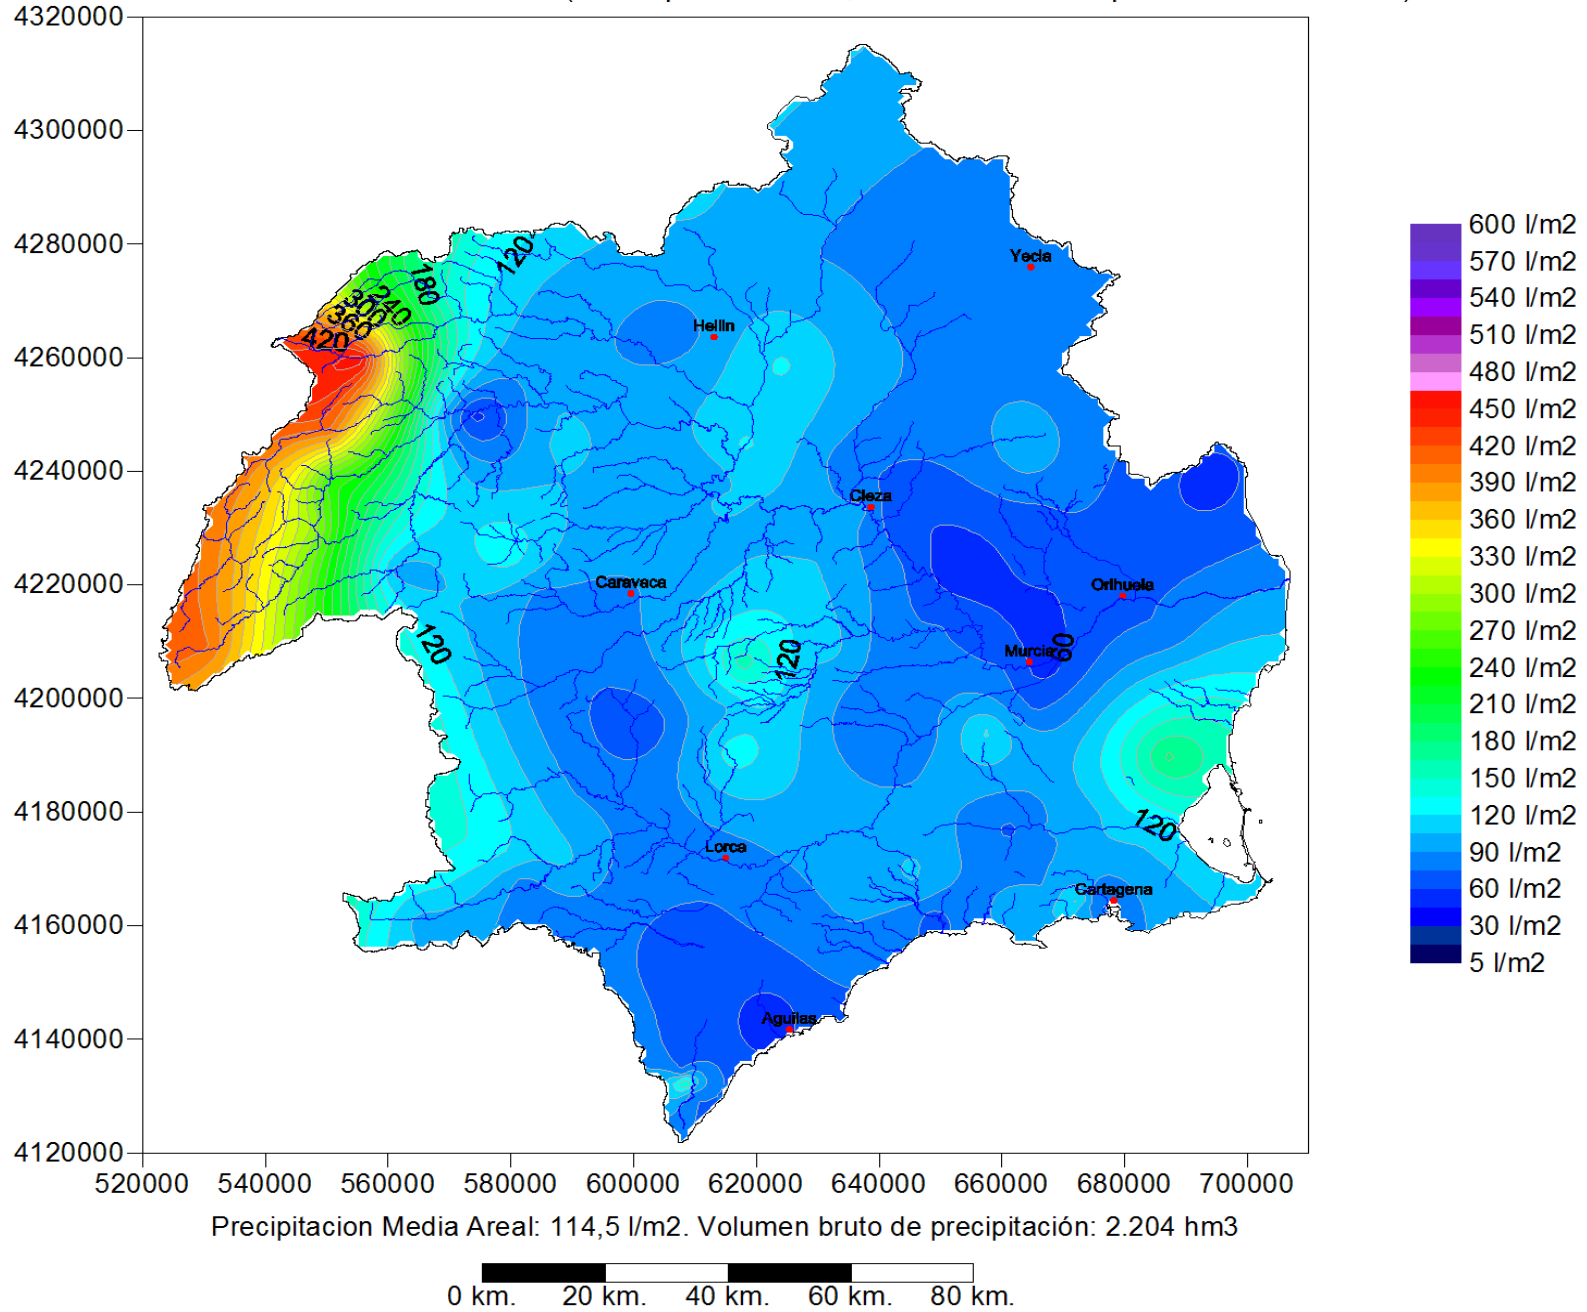 4320000
4300000
4280000
4260000
4240000
4220000
4200000
4180000
4160000
4140000
4120000
520000 540000 560000 580000 600000 620000 640000 660000 680000 700000
120
180
240
300
360
420
Yecla
Hellin
Cieza
Caravaca
Orihuela
120
120
60
Murcia
120
Lorca
Cartagena
Aguilas
600 l/m2
570 l/m2
540 l/m2
510 l/m2
480 l/m2
450 l/m2
420 l/m2
390 l/m2
360 l/m2
330 l/m2
300 l/m2
270 l/m2
240 l/m2
210 l/m2
180 l/m2
150 l/m2
120 l/m2
90 l/m2
60 l/m2
30 l/m2
5 l/m2
Precipitacion Media Areal: 114,5 l/m2. Volumen bruto de precipitación: 2.204 hm3
0 km. 20 km. 40 km. 60 km. 80 km.